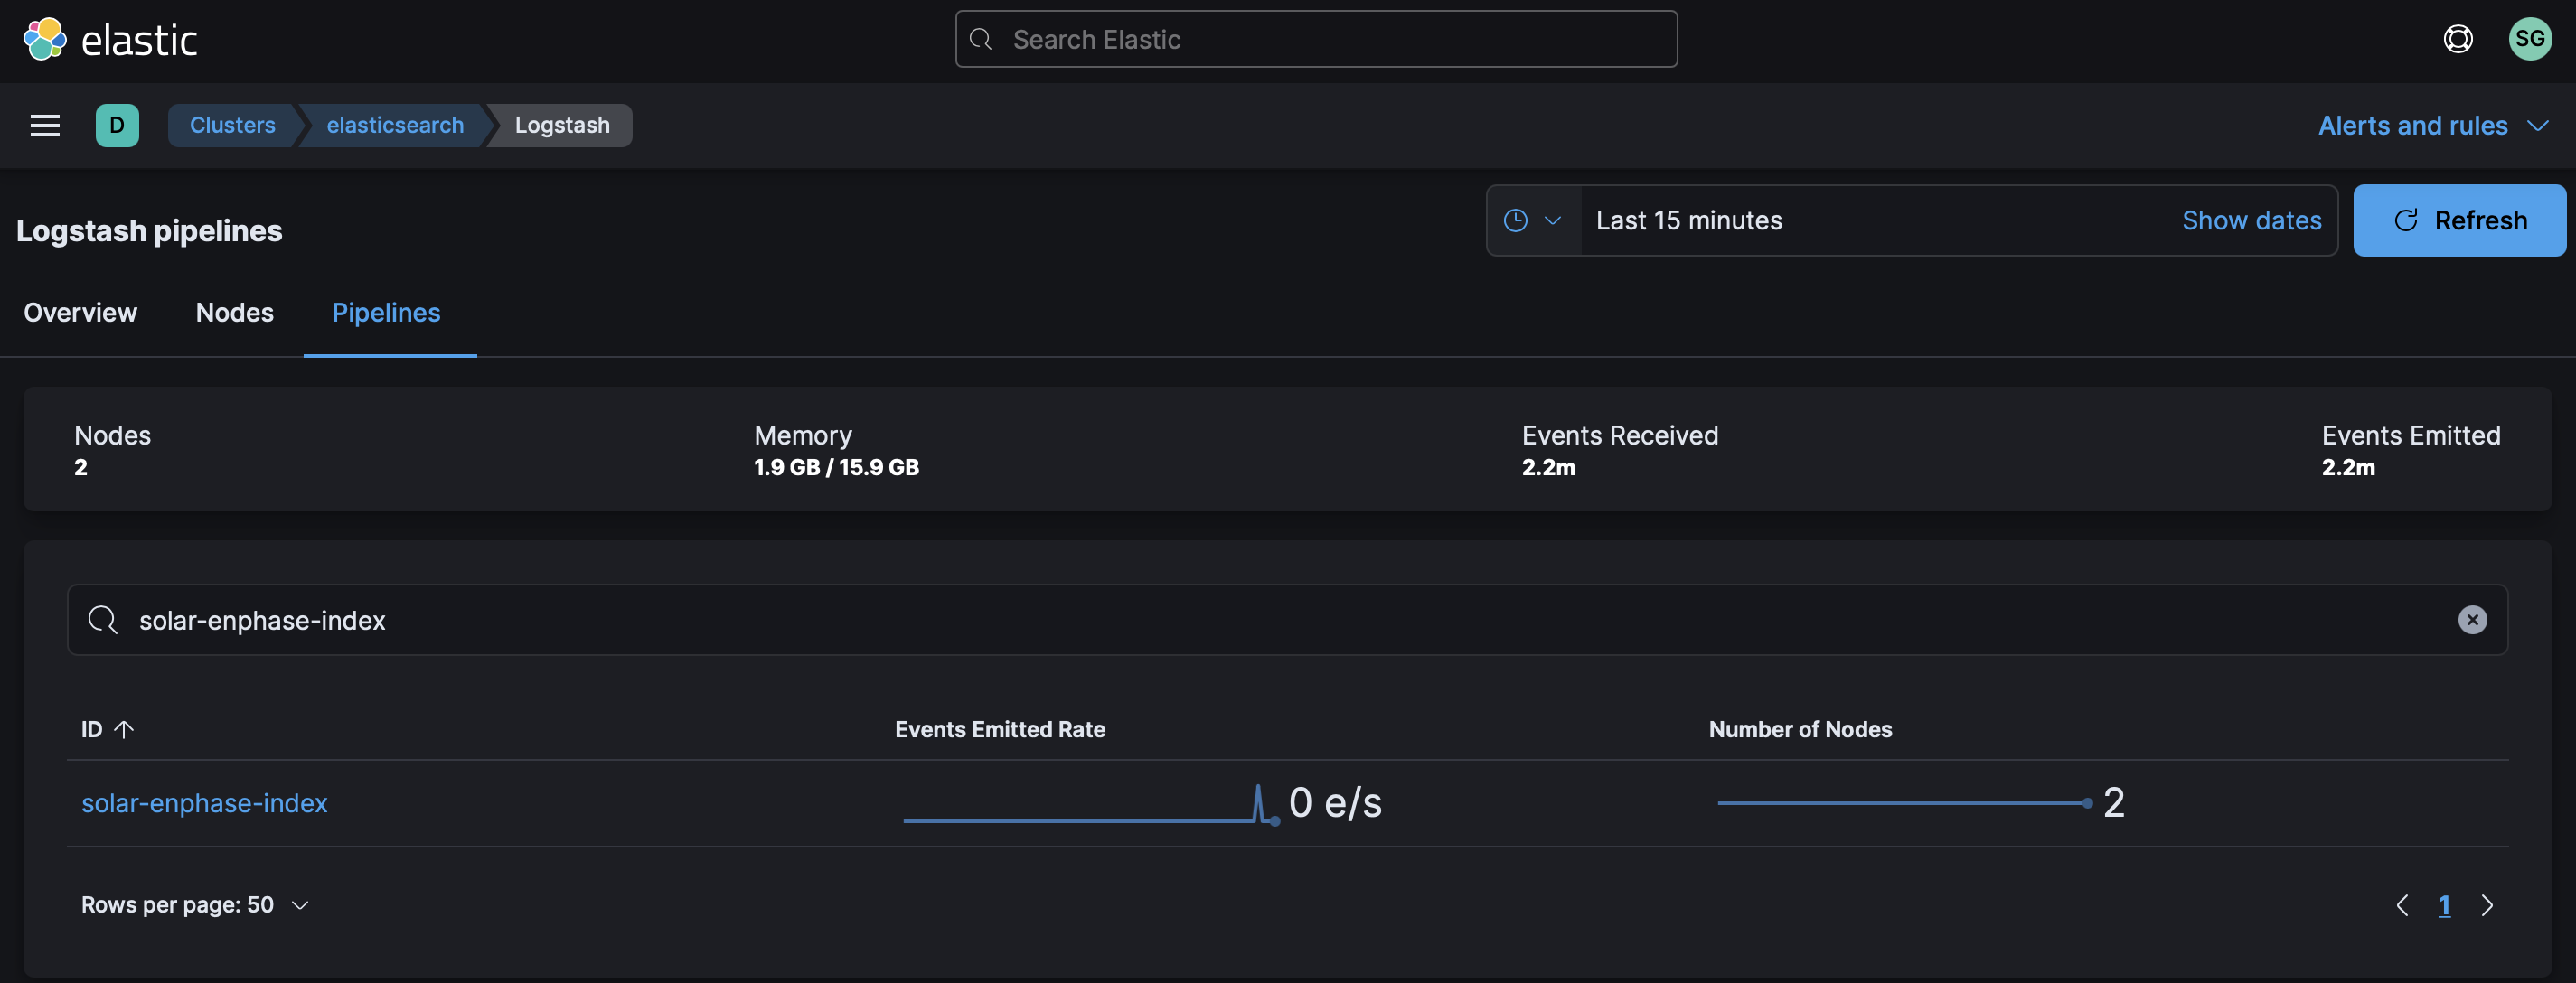 elastic
Search Elastic
SG
D
Clusters
elasticsearch
Logstash
Alerts and rules
Logstash pipelines
Last 15 minutes
Show dates
Refresh
Overview
Nodes
Pipelines
Nodes
2
Memory
1.9 GB / 15.9 GB
Events Received
2.2m
Events Emitted
2.2m
solar-enphase-index
ID
Events Emitted Rate
Number of Nodes
solar-enphase-index
0 e/s
2
Rows per page: 50
1